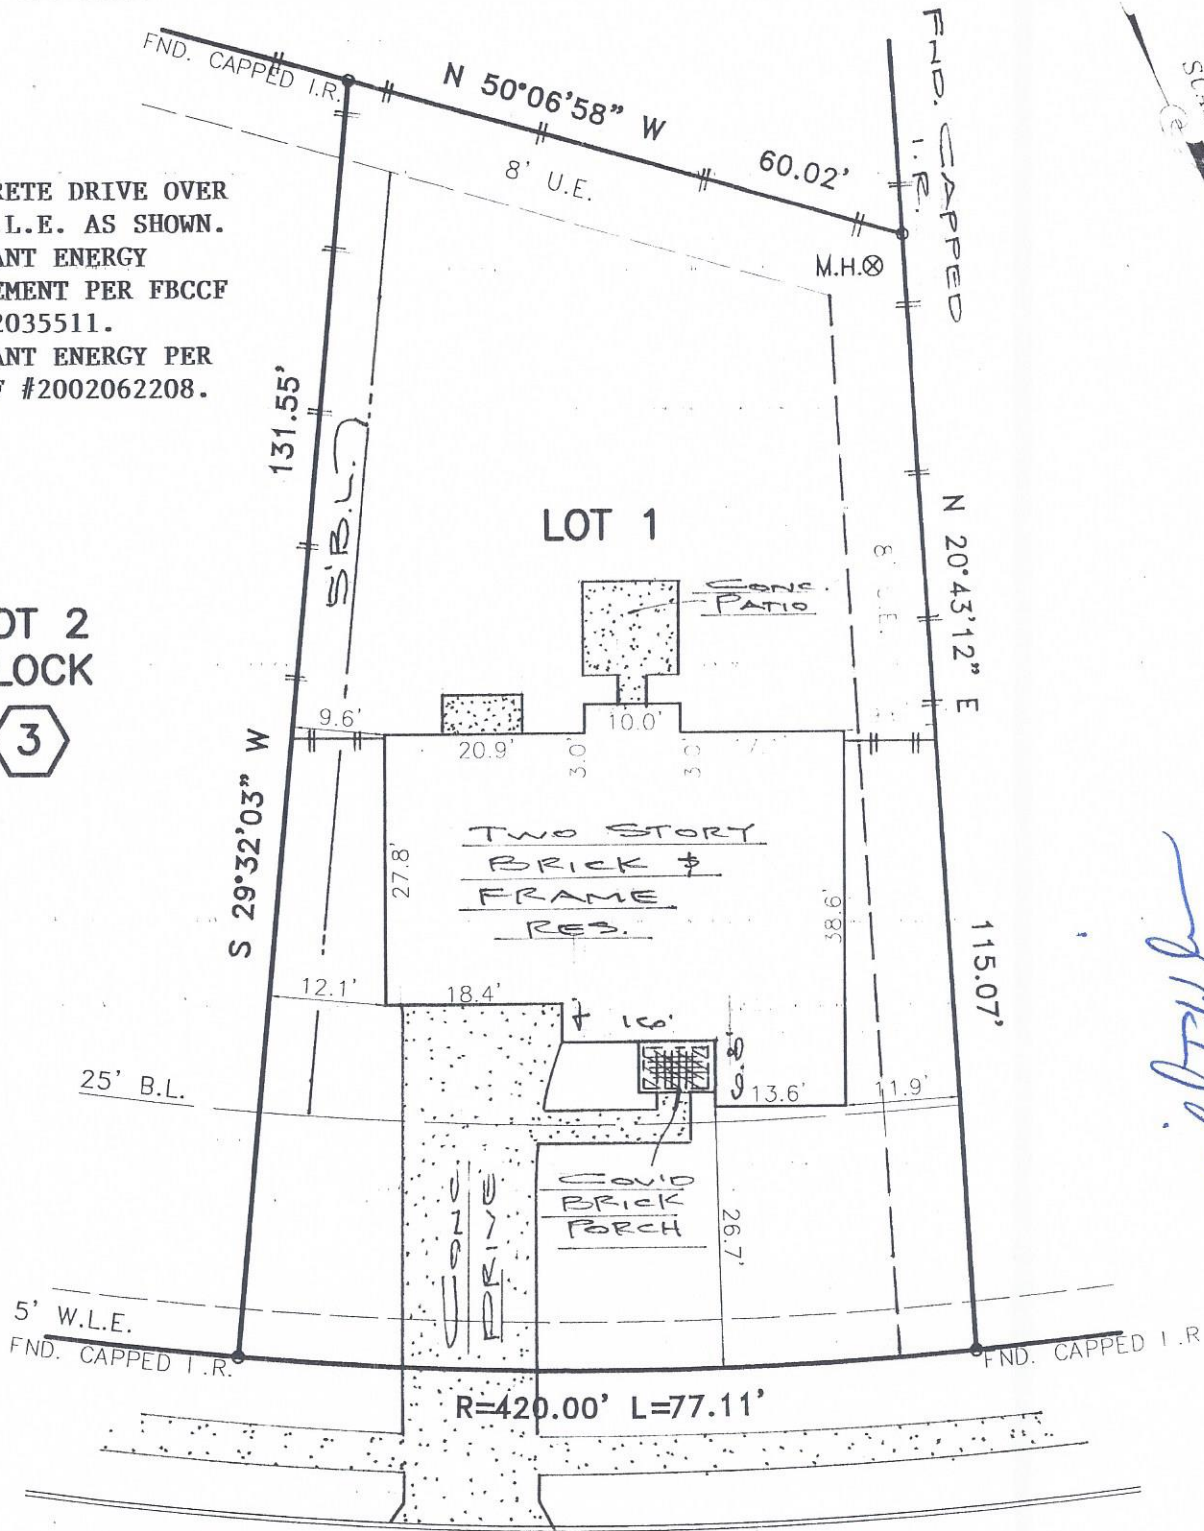 FND. CAPPED I.R.
N 50°06'58" W
60.02'
8' U.E.
FND. CAPPED
I.R.
M.H.
RETE DRIVE OVER
L.E. AS SHOWN.
ANT ENERGY
EMENT PER FBCCF
2035511.
ANT ENERGY PER
F #2002062208.
131.55'
5' B.L.
LOT 1
CONC.
PATIO
8' U.E.
N 20°43'12" E
OT 2
LOCK
3
9.6'
20.9'
3.0'
10.0'
3.0'
S 29°32'03" W
27.8'
TWO STORY
BRICK &
FRAME
RES.
38.6'
115.07'
12.1'
18.4'
16'
6.8'
13.6'
11.9'
25' B.L.
CONC
DRIVE
COV'D
BRICK
PORCH
26.7'
5' W.L.E.
FND. CAPPED I.R.
FND. CAPPED I.R
R=420.00' L=77.11'